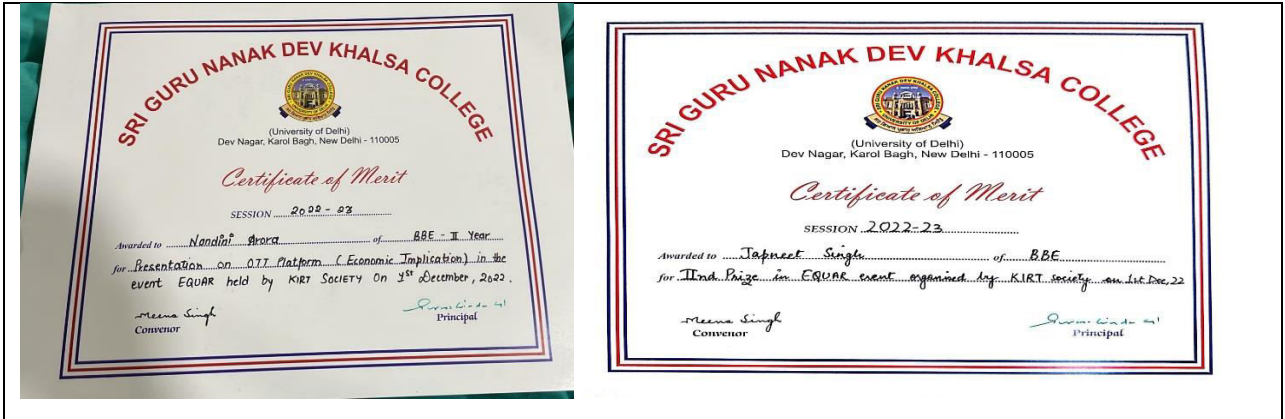 SRI GURU NANAK DEV KHALSA COLLEGE
(University of Delhi)
Dev Nagar, Karol Bagh, New Delhi - 110005
Certificate of Merit
SESSION 2022 - 23
Awarded to Nandini Arora of BBE - II Year
for Presentation on OTT Platform (Economic Implication) in the
event EQUAR held by KIRT SOCIETY On 1st December, 2022.
Meena Singh
Convenor
Principal
SRI GURU NANAK DEV KHALSA COLLEGE
(University of Delhi)
Dev Nagar, Karol Bagh, New Delhi - 110005
Certificate of Merit
SESSION 2022-23
Awarded to Japneet Singh of BBE
for IInd Prize in EQUAR event organised by KIRT society on 1st Dec, 22
Meena Singh
Convenor
Principal